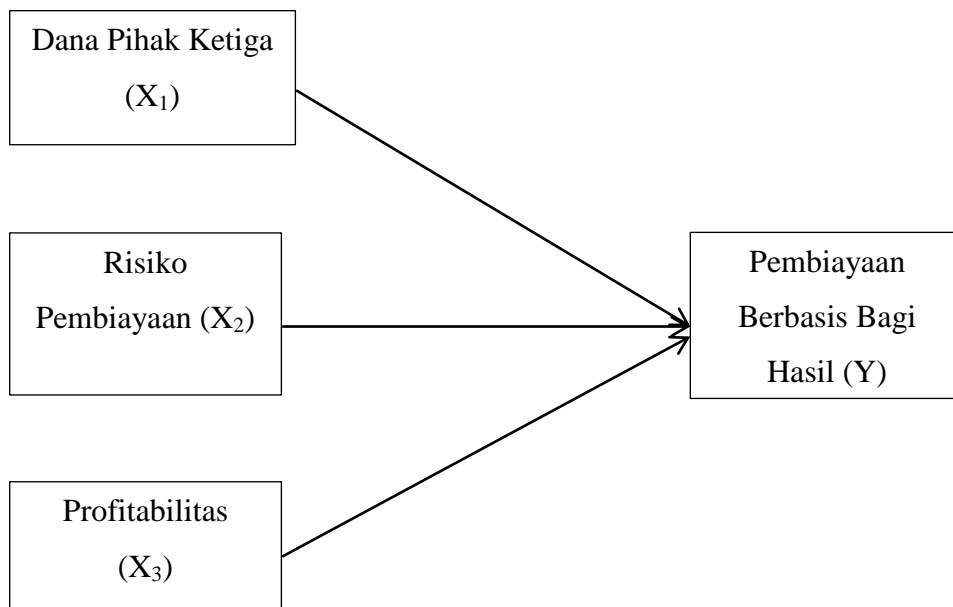 Dana Pihak Ketiga
(X₁)
Risiko
Pembiayaan (X₂)
Pembiayaan
Berbasis Bagi
Hasil (Y)
Profitabilitas
(X₃)